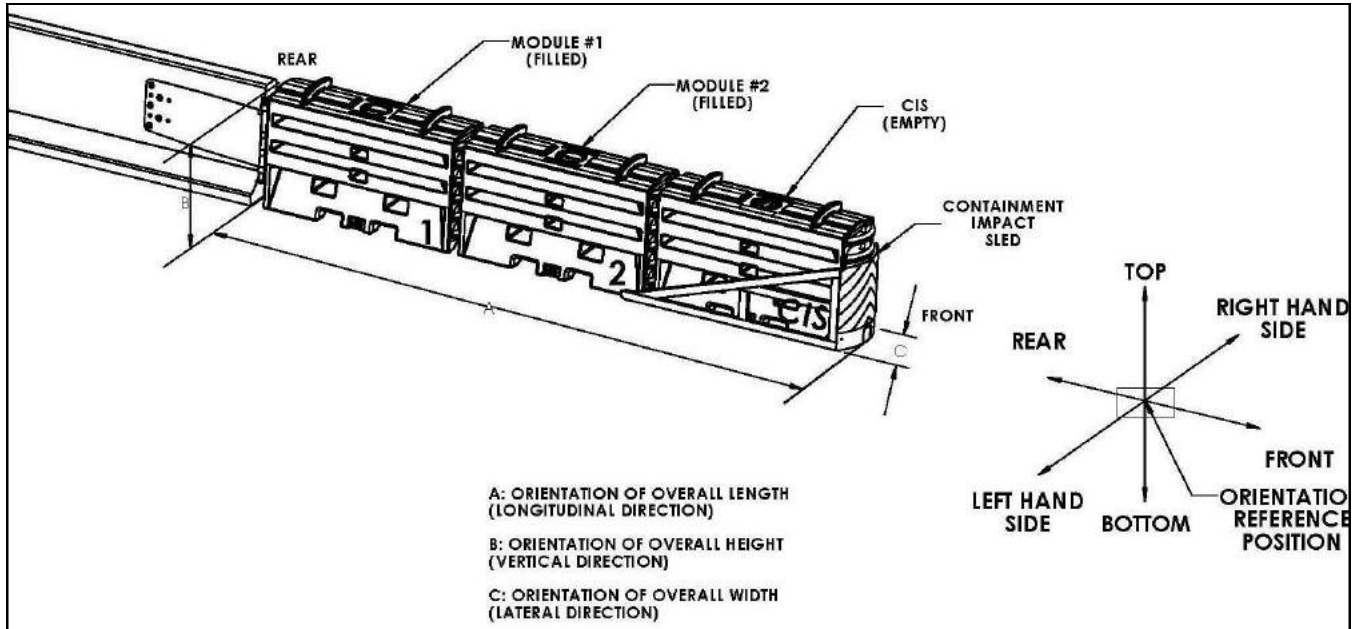 REAR
MODULE #1
(FILLED)
MODULE #2
(FILLED)
CIS
(EMPTY)
CONTAINMENT
IMPACT
SLED
B
1
2
CIS
A
FRONT
C
TOP
RIGHT HAND
SIDE
REAR
FRONT
LEFT HAND
SIDE
BOTTOM
ORIENTATIO
REFERENCE
POSITION
A: ORIENTATION OF OVERALL LENGTH
(LONGITUDINAL DIRECTION)
B: ORIENTATION OF OVERALL HEIGHT
(VERTICAL DIRECTION)
C: ORIENTATION OF OVERALL WIDTH
(LATERAL DIRECTION)